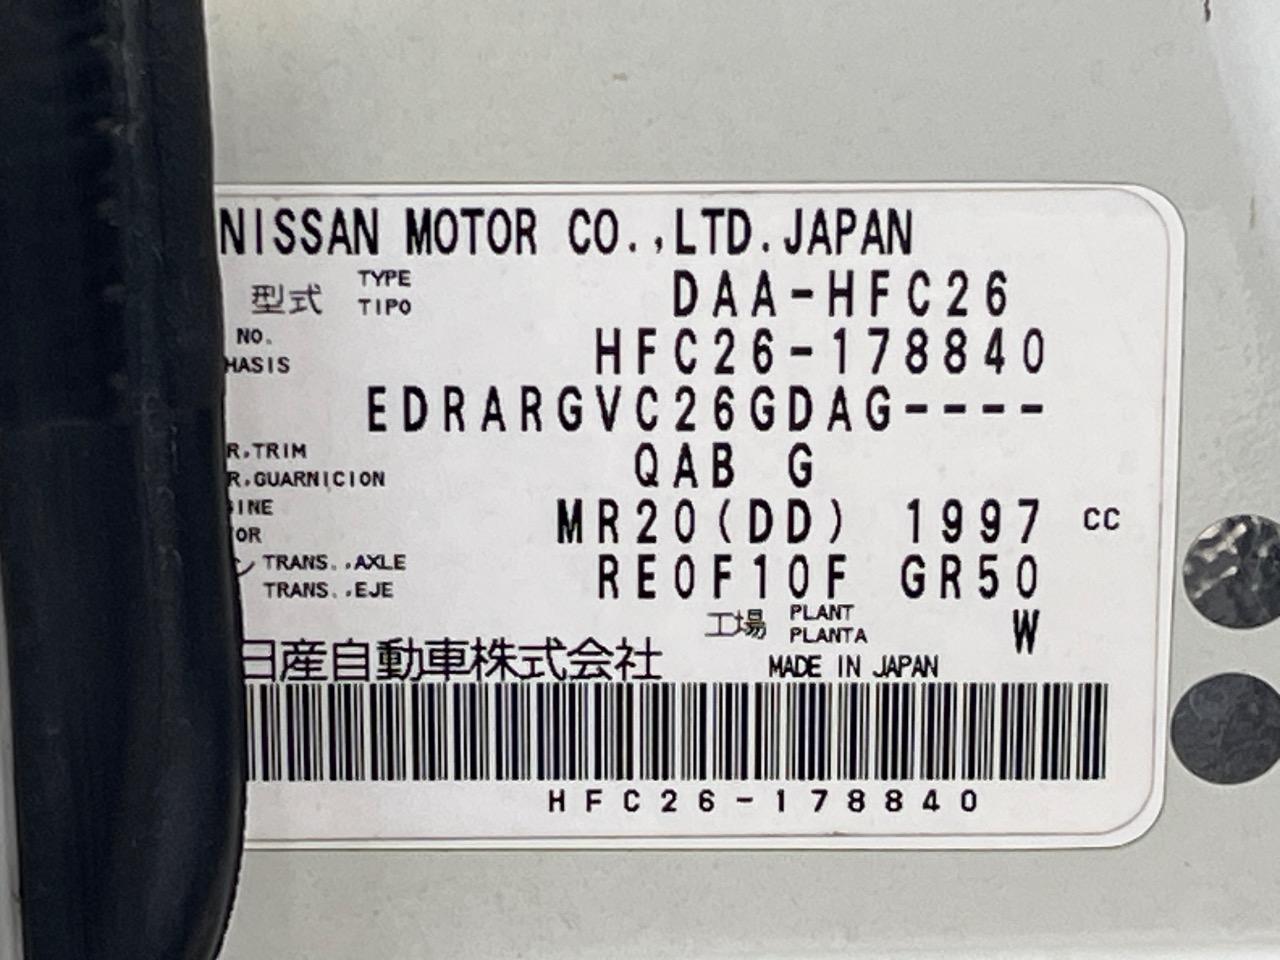 NISSAN MOTOR CO.,LTD.JAPAN
型式 TYPE TIPO DAA-HFC26
NO. HASIS HFC26-178840
EDRARGVC26GDAG----
R.TRIM QAB G
R.GUARNICION
INE MR20(DD) 1997 CC
OR
TRANS.,AXLE RE0F10F GR50
TRANS.,EJE
工場 PLANT PLANTA W
日産自動車株式会社 MADE IN JAPAN
HFC26-178840